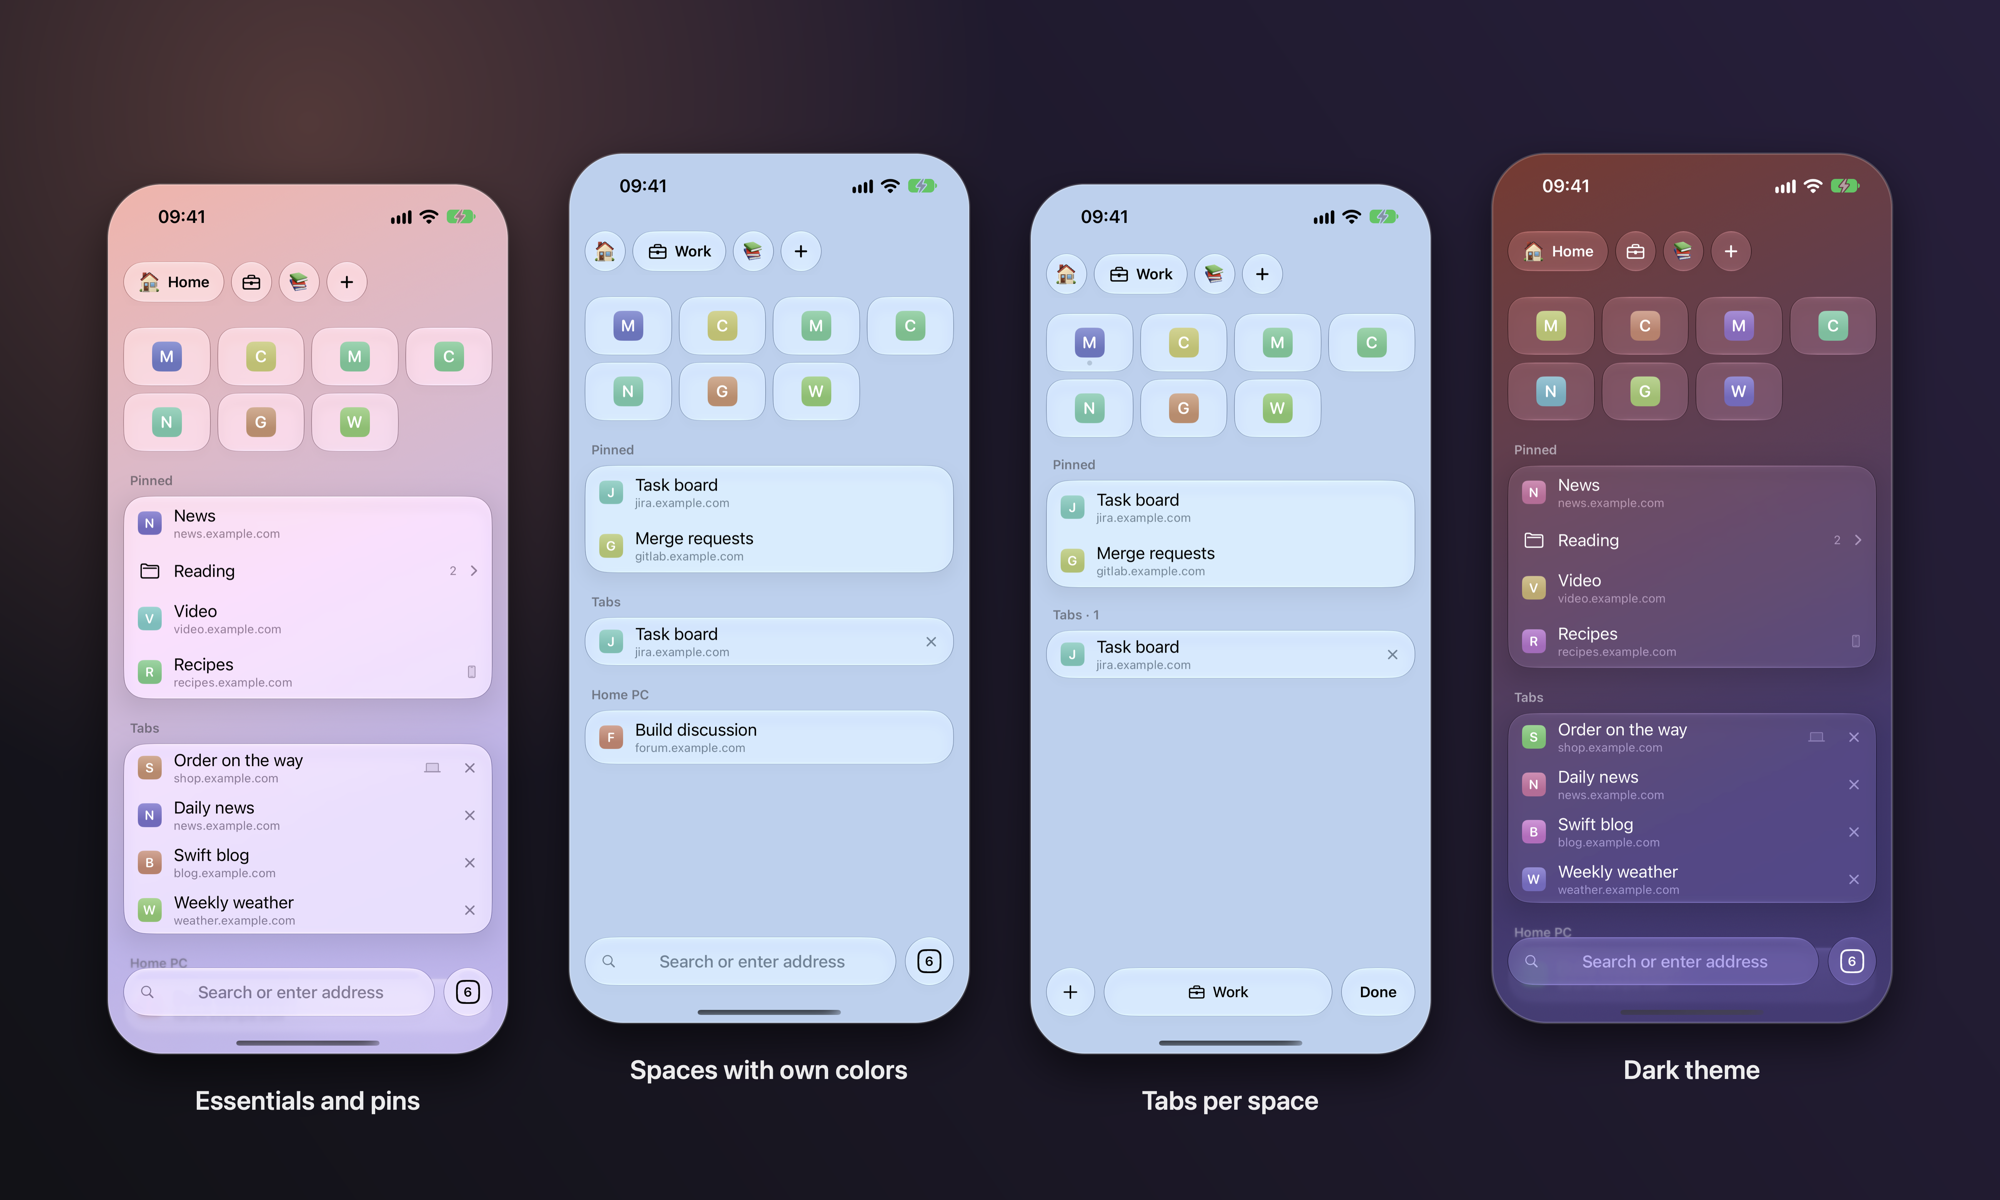 09:41
Home
M
C
M
C
N
G
W
Pinned
N
News
news.example.com
Reading
2
V
Video
video.example.com
R
Recipes
recipes.example.com
Tabs
S
Order on the way
shop.example.com
N
Daily news
news.example.com
B
Swift blog
blog.example.com
W
Weekly weather
weather.example.com
Home PC
Search or enter address
6
Essentials and pins
09:41
Work
M
C
M
C
N
G
W
Pinned
J
Task board
jira.example.com
G
Merge requests
gitlab.example.com
Tabs
J
Task board
jira.example.com
Home PC
F
Build discussion
forum.example.com
Search or enter address
6
Spaces with own colors
09:41
Work
M
C
M
C
N
G
W
Pinned
J
Task board
jira.example.com
G
Merge requests
gitlab.example.com
Tabs · 1
J
Task board
jira.example.com
Work
Done
Tabs per space
09:41
Home
M
C
M
C
N
G
W
Pinned
N
News
news.example.com
Reading
2
V
Video
video.example.com
R
Recipes
recipes.example.com
Tabs
S
Order on the way
shop.example.com
N
Daily news
news.example.com
B
Swift blog
blog.example.com
W
Weekly weather
weather.example.com
Home PC
Search or enter address
6
Dark theme